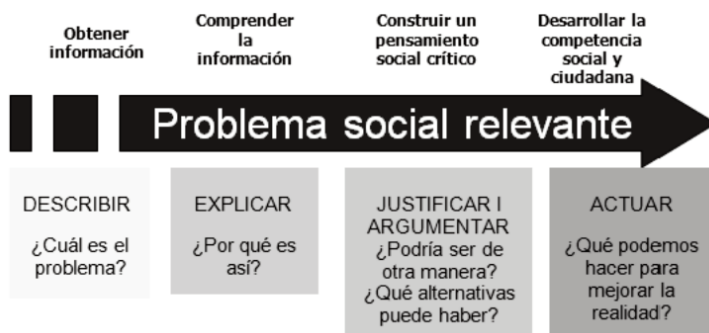 Obtener
información
Comprender
la
información
Construir un
pensamiento
social crítico
Desarrollar la
competencia
social y
ciudadana
Problema social relevante
DESCRIBIR
¿Cuál es el
problema?
EXPLICAR
¿Por qué es
así?
JUSTIFICAR I
ARGUMENTAR
¿Podría ser de
otra manera?
¿Qué alternativas
puede haber?
ACTUAR
¿Qué podemos
hacer para
mejorar la
realidad?